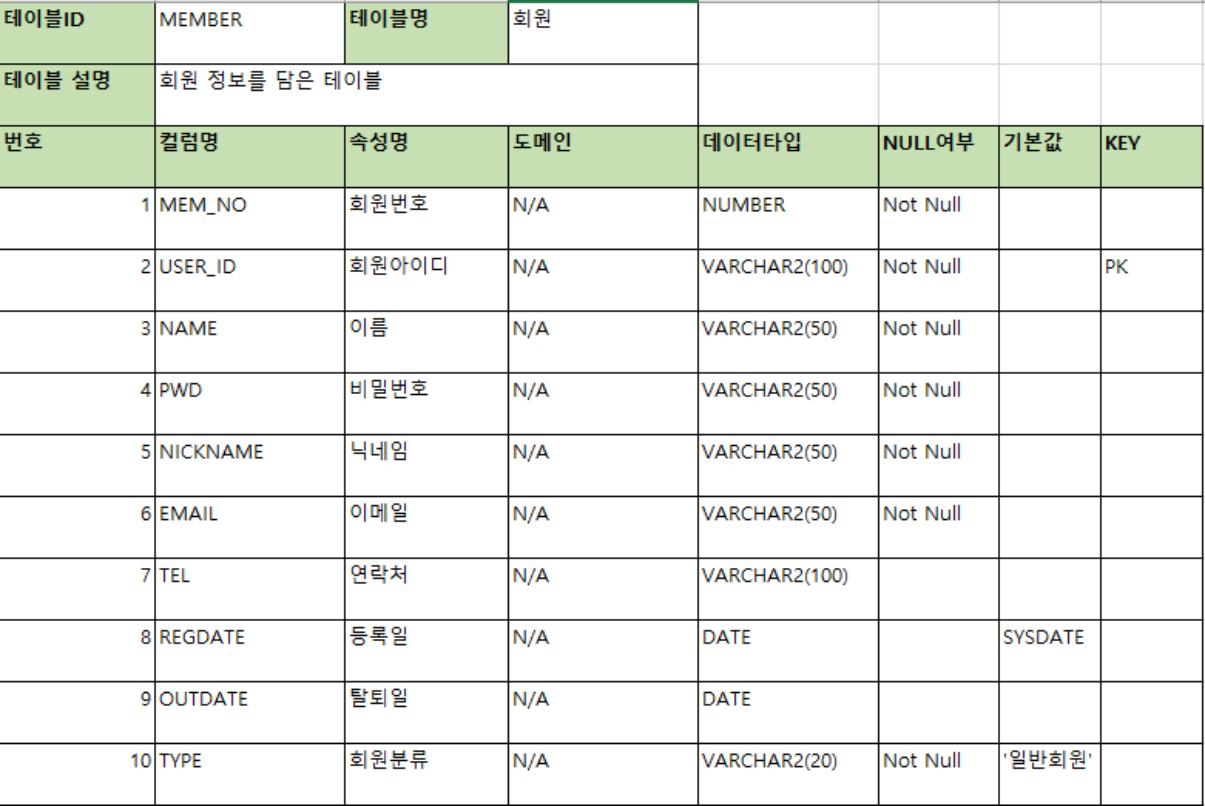 테이블ID MEMBER 테이블명 회원
테이블 설명 회원 정보를 담은 테이블
번호 컬럼명 속성명 도메인 데이터타입 NULL여부 기본값 KEY
1 MEM_NO 회원번호 N/A NUMBER Not Null
2 USER_ID 회원아이디 N/A VARCHAR2(100) Not Null PK
3 NAME 이름 N/A VARCHAR2(50) Not Null
4 PWD 비밀번호 N/A VARCHAR2(50) Not Null
5 NICKNAME 닉네임 N/A VARCHAR2(50) Not Null
6 EMAIL 이메일 N/A VARCHAR2(50) Not Null
7 TEL 연락처 N/A VARCHAR2(100)
8 REGDATE 등록일 N/A DATE SYSDATE
9 OUTDATE 탈퇴일 N/A DATE
10 TYPE 회원분류 N/A VARCHAR2(20) Not Null '일반회원'